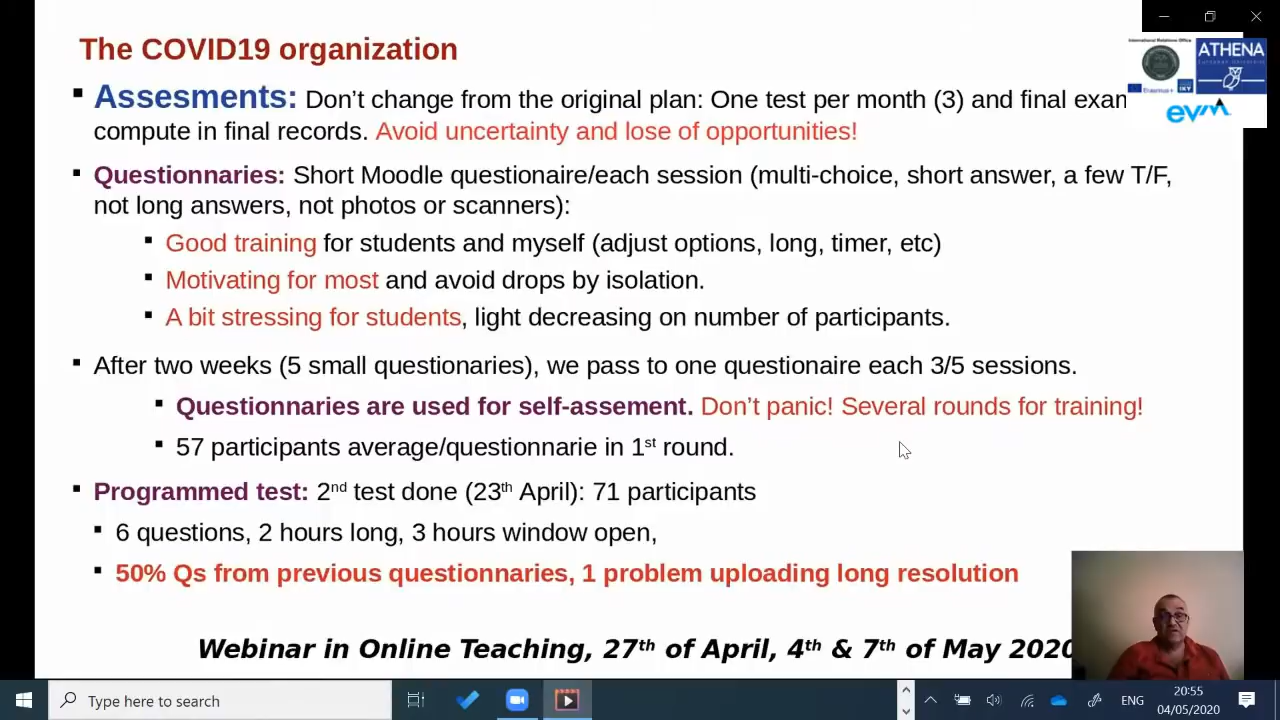 The COVID19 organization
International Relations Office
ATHENA
European University
Erasmus+
evm
Assesments: Don't change from the original plan: One test per month (3) and final exam
compute in final records. Avoid uncertainty and lose of opportunities!
Questionnaries: Short Moodle questionaire/each session (multi-choice, short answer, a few T/F,
not long answers, not photos or scanners):
Good training for students and myself (adjust options, long, timer, etc)
Motivating for most and avoid drops by isolation.
A bit stressing for students, light decreasing on number of participants.
After two weeks (5 small questionaries), we pass to one questionaire each 3/5 sessions.
Questionnaries are used for self-assement. Don't panic! Several rounds for training!
57 participants average/questionnarie in 1st round.
Programmed test: 2nd test done (23th April): 71 participants
6 questions, 2 hours long, 3 hours window open,
50% Qs from previous questionnaries, 1 problem uploading long resolution
Webinar in Online Teaching, 27th of April, 4th & 7th of May 2020
Type here to search
ENG
20:55
04/05/2020